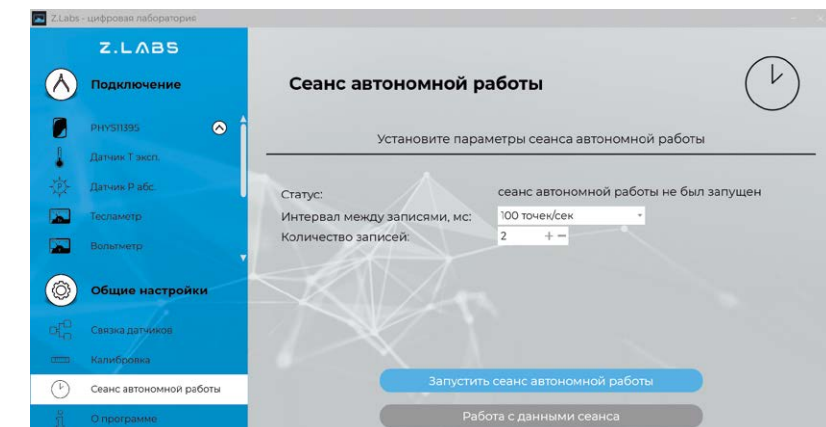 Z.Labs - цифровая лаборатория
Z.LABS
Подключение
PHYS11395
Датчик T эксп.
Датчик P абс.
Тесламетр
Вольтметр
Общие настройки
Связка датчиков
Калибровка
Сеанс автономной работы
О программе
Сеанс автономной работы
Установите параметры сеанса автономной работы
Статус: сеанс автономной работы не был запущен
Интервал между записями, мс: 100 точек/сек
Количество записей: 2 + −
Запустить сеанс автономной работы
Работа с данными сеанса